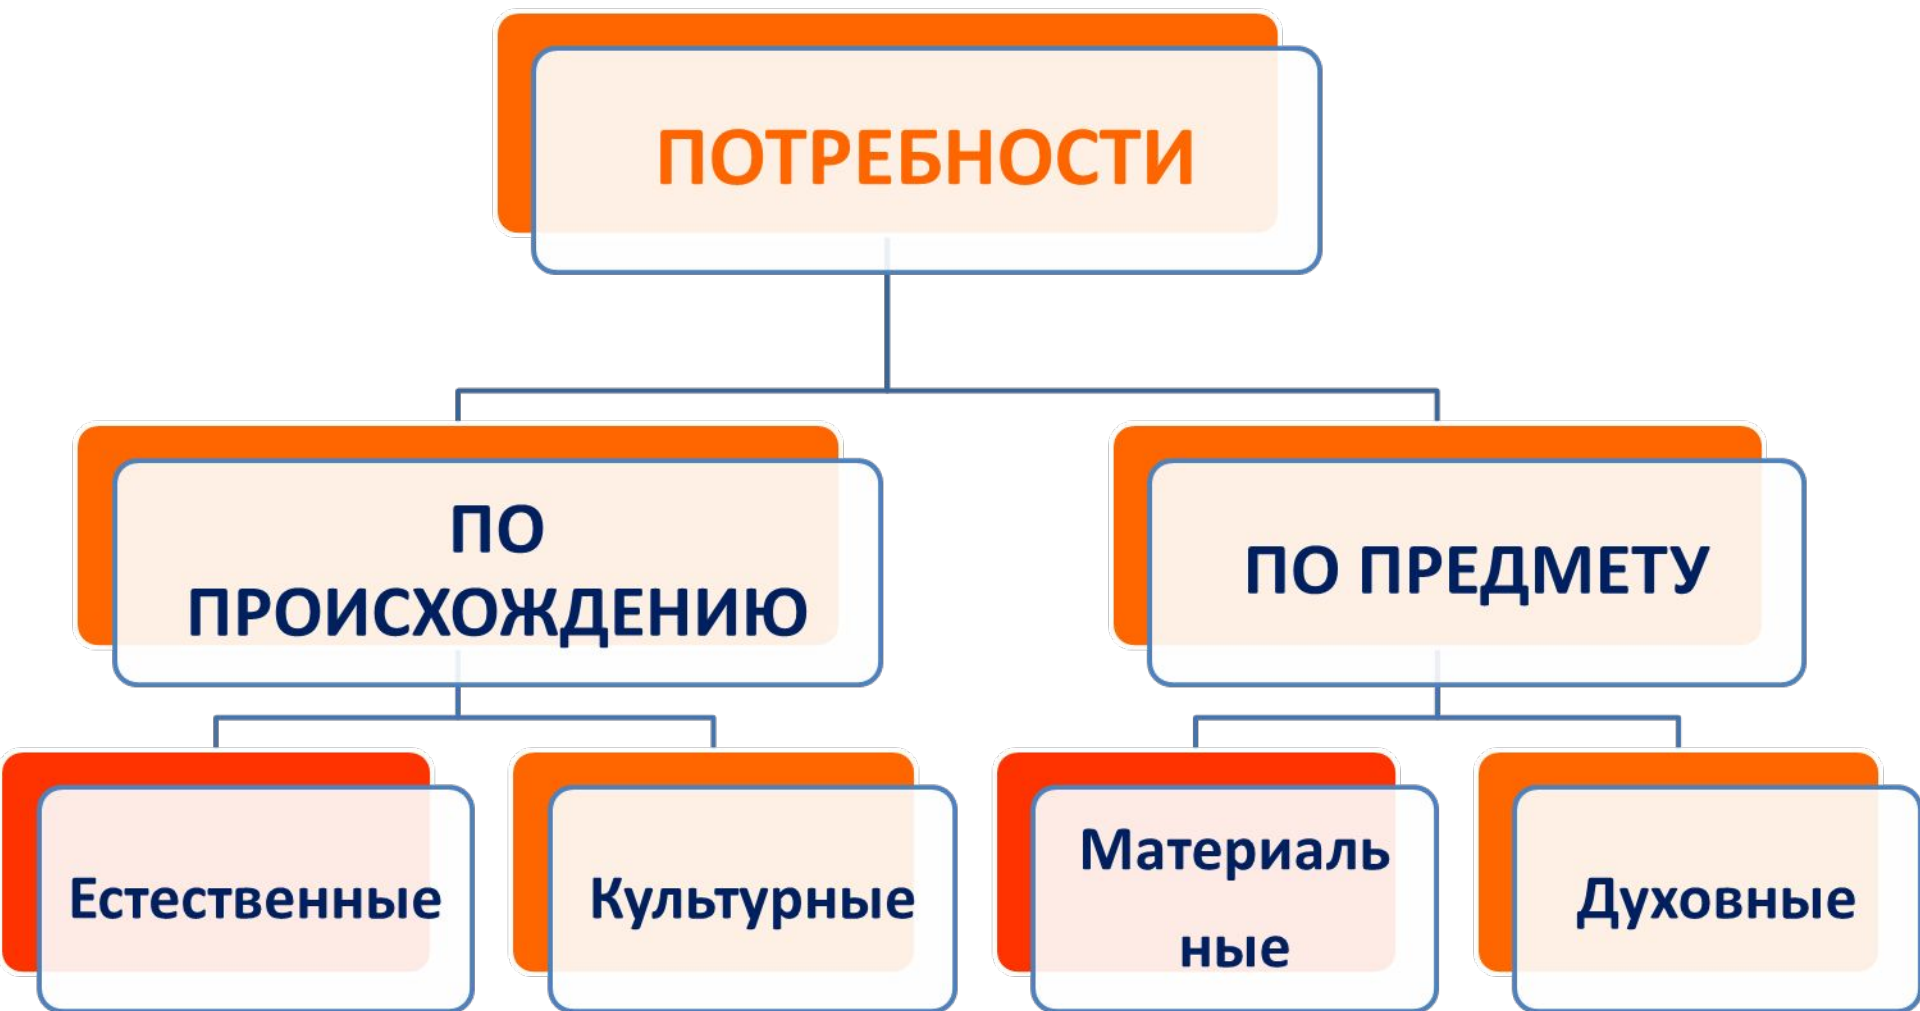 ПОТРЕБНОСТИ
ПО
ПРОИСХОЖДЕНИЮ
ПО ПРЕДМЕТУ
Естественные
Культурные
Материаль
ные
Духовные